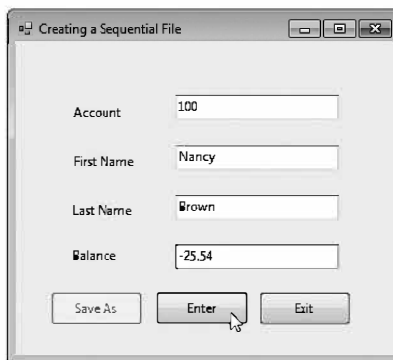 Creating a Sequential File
Account 100
First Name Nancy
Last Name Brown
Balance -25.54
Save As Enter Exit